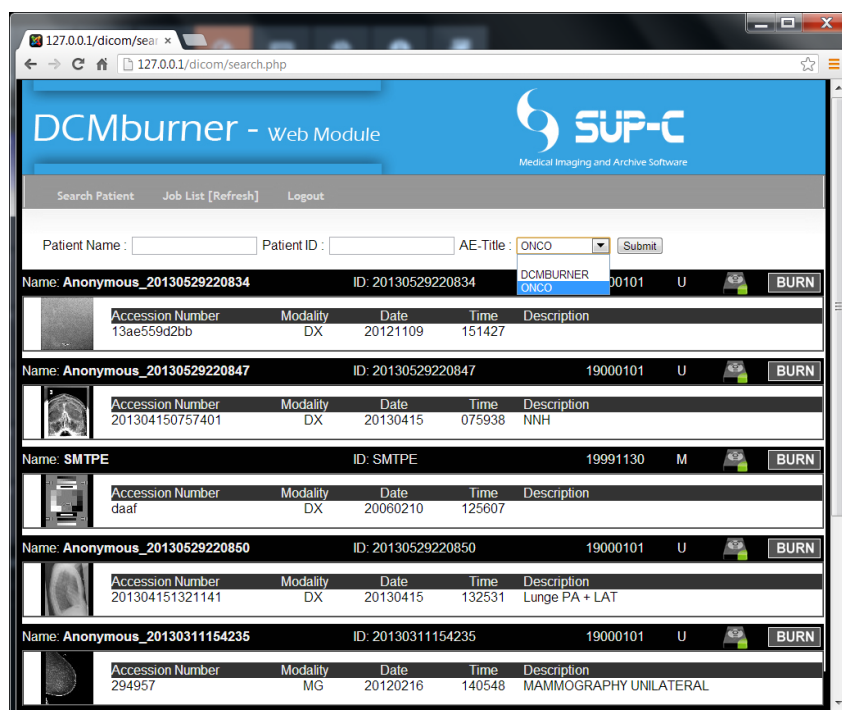 127.0.0.1/dicom/sear
127.0.0.1/dicom/search.php
DCMburner - Web Module
SUP-C
Medical Imaging and Archive Software
Search Patient Job List [Refresh] Logout
Patient Name : Patient ID : AE-Title : ONCO Submit
DCMBURNER
ONCO
Name: Anonymous_20130529220834 ID: 20130529220834 00101 U BURN
Accession Number Modality Date Time Description
13ae559d2bb DX 20121109 151427
Name: Anonymous_20130529220847 ID: 20130529220847 19000101 U BURN
Accession Number Modality Date Time Description
201304150757401 DX 20130415 075938 NNH
Name: SMTPE ID: SMTPE 19991130 M BURN
Accession Number Modality Date Time Description
daaf DX 20060210 125607
Name: Anonymous_20130529220850 ID: 20130529220850 19000101 U BURN
Accession Number Modality Date Time Description
201304151321141 DX 20130415 132531 Lunge PA + LAT
Name: Anonymous_20130311154235 ID: 20130311154235 19000101 U BURN
Accession Number Modality Date Time Description
294957 MG 20120216 140548 MAMMOGRAPHY UNILATERAL